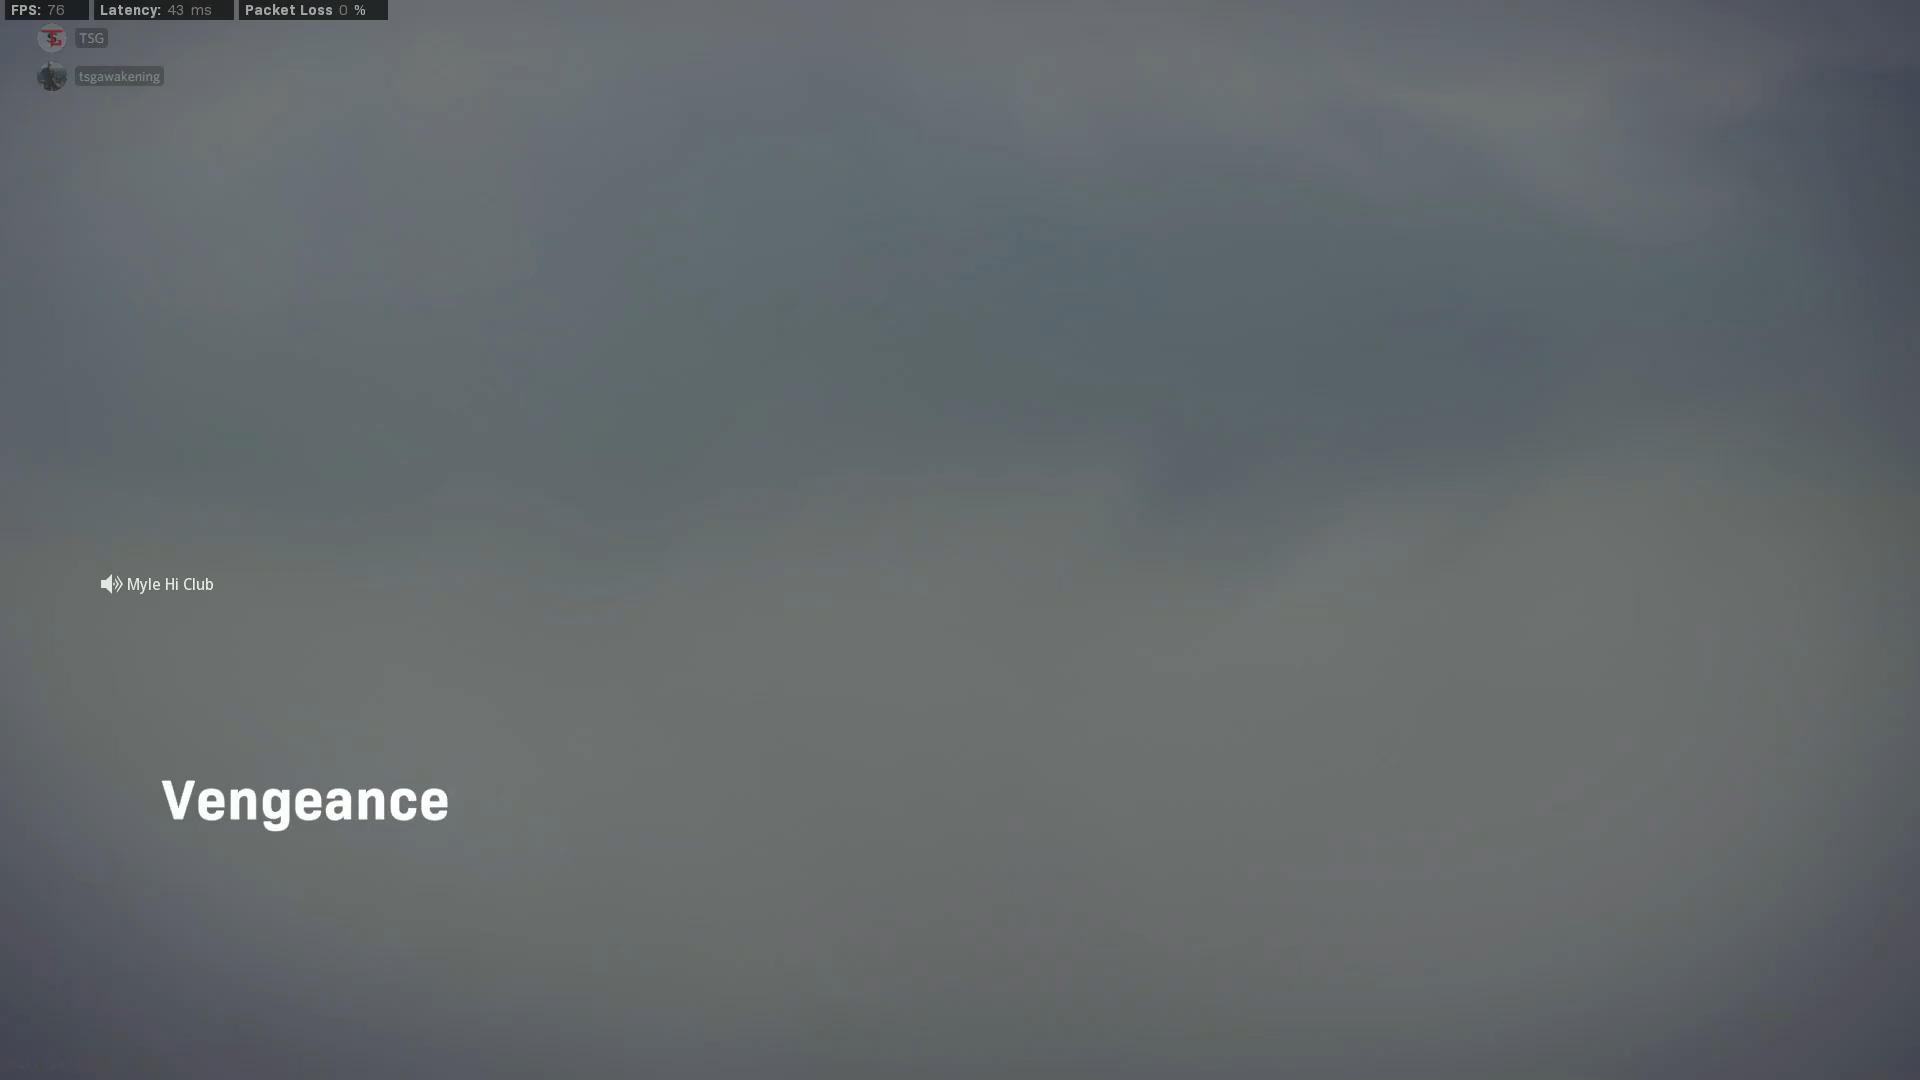 FPS: 76 Latency: 43 ms Packet Loss 0 %
TSG
tsgawakening
Myle Hi Club
Vengeance